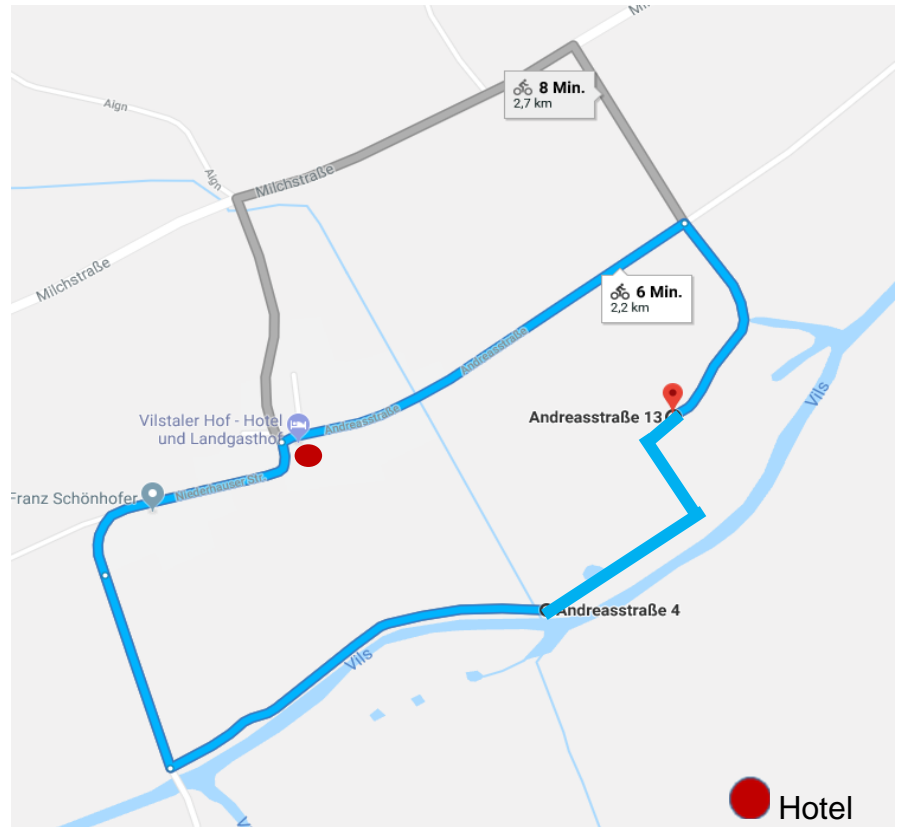 Mi
8 Min.
2,7 km
Aign
Aign
Milchstraße
Milchstraße
6 Min.
2,2 km
Andreasstraße
Vils
Vilstaler Hof - Hotel
und Landgasthof
Andreasstraße
Andreasstraße 13
Niederhauser Str.
Franz Schönhofer
Andreasstraße 4
Vils
V
Hotel